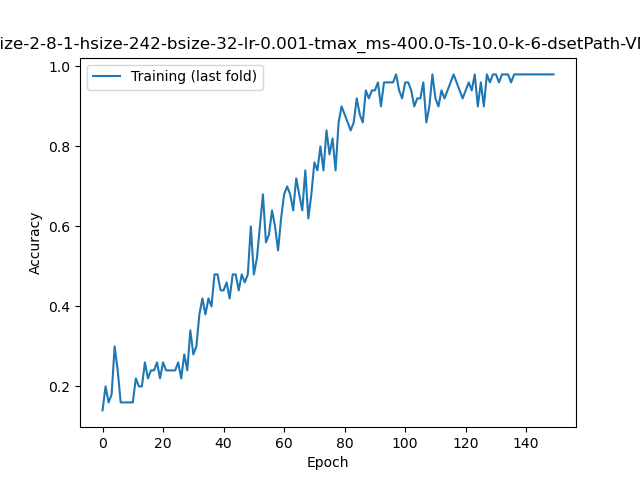 ize-2-8-1-hsize-242-bsize-32-lr-0.001-tmax_ms-400.0-Ts-10.0-k-6-dsetPath-VI
Training (last fold)
1.0
0.8
0.6
0.4
0.2
Accuracy
0 20 40 60 80 100 120 140
Epoch